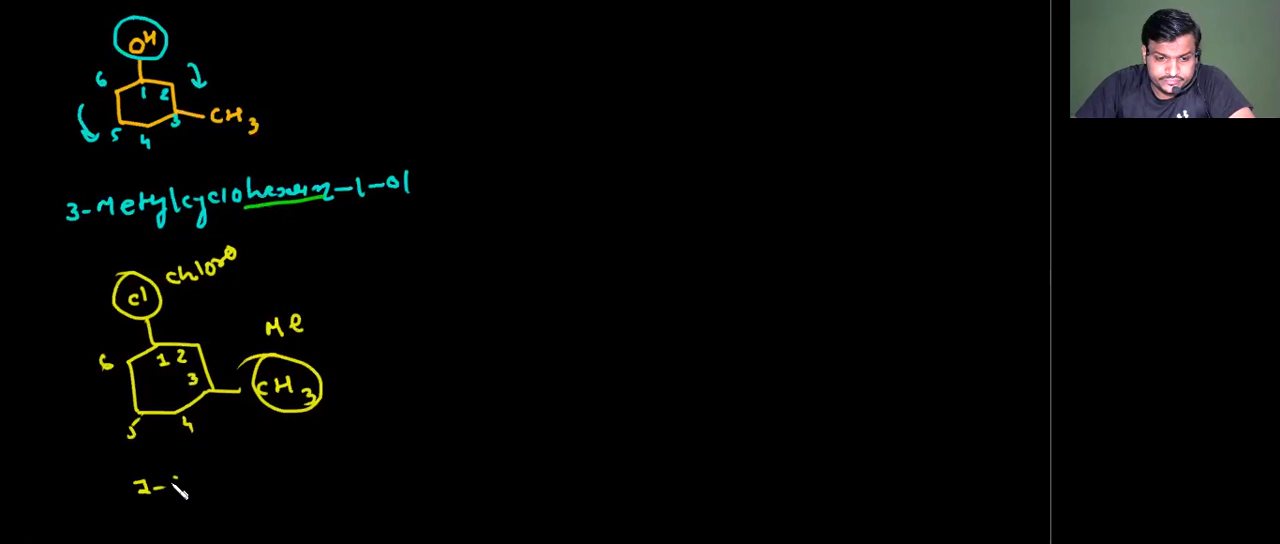 OH
6
1 2
CH3
5 3
4
3-Metylcyclohexan-1-ol
chloro
cl
Me
6 1 2
3 CH3
5 4
1-